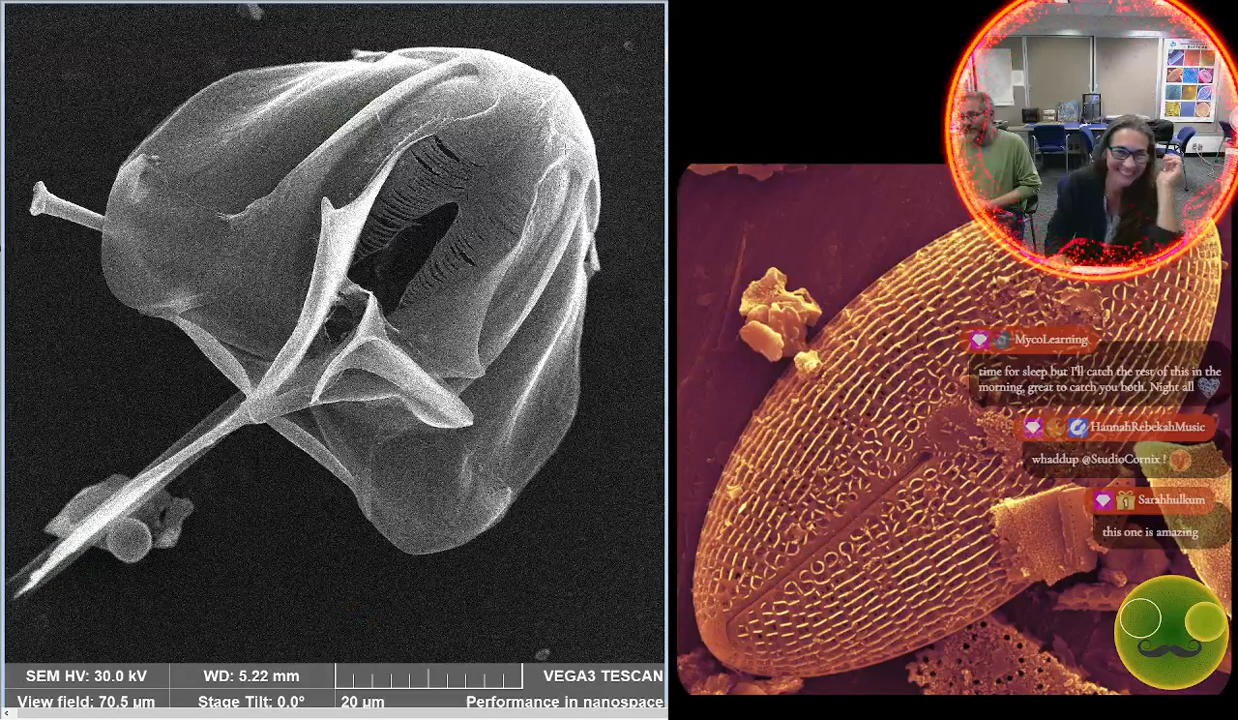 SEM HV: 30.0 kV
WD: 5.22 mm
VEGA3 TESCAN
View field: 70.5 µm
Stage Tilt: 0.0°
20 µm
Performance in nanospace
MycoLearning
time for sleep but I'll catch the rest of this in the
morning, great to catch you both. Night all
HannahRebekahMusic
whaddup @StudioCornix !
1
Sarahhulkum
this one is amazing